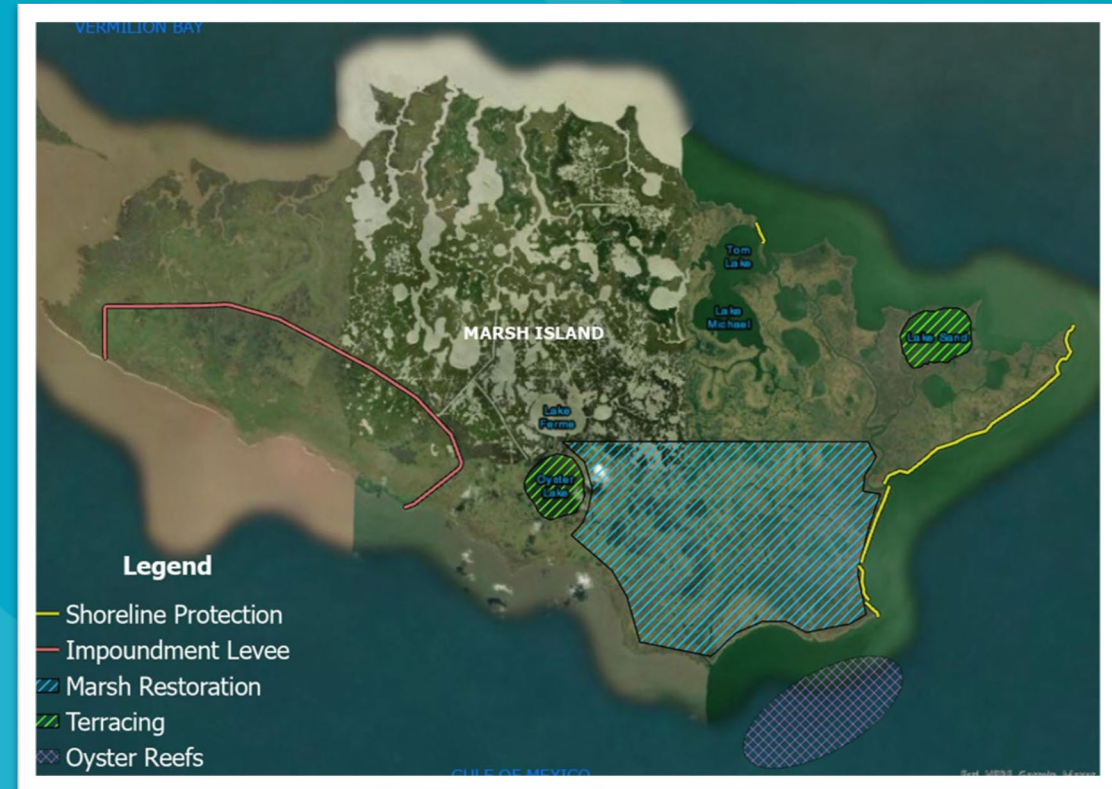 VERMILION BAY
Tom
Lake
Lake
Michael
MARSH ISLAND
Lake Sand
Lake
Ferme
Oyster
Lake
Legend
Shoreline Protection
Impoundment Levee
Marsh Restoration
Terracing
Oyster Reefs
GULF OF MEXICO